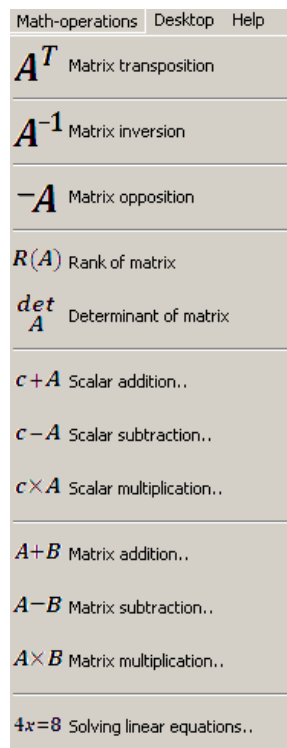 Math-operations Desktop Help
Aᵀ Matrix transposition
A⁻¹ Matrix inversion
−A Matrix opposition
R(A) Rank of matrix
det
A Determinant of matrix
c+A Scalar addition..
c−A Scalar subtraction..
c×A Scalar multiplication..
A+B Matrix addition..
A−B Matrix subtraction..
A×B Matrix multiplication..
4x=8 Solving linear equations..